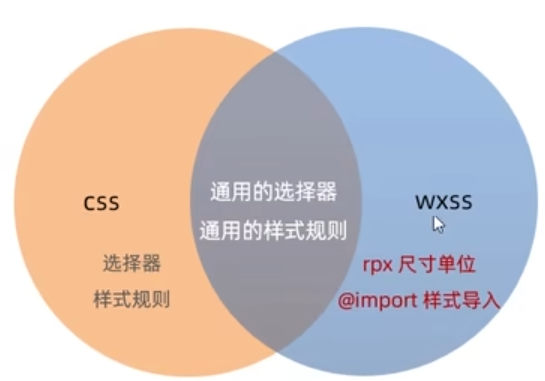 通用的选择器
通用的样式规则
CSS
选择器
样式规则
WXSS
rpx 尺寸单位
@import 样式导入